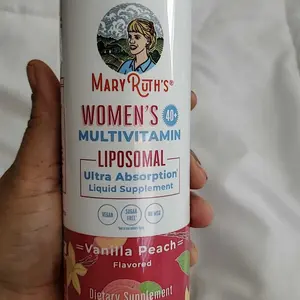 MARY RUTH'S®
WOMEN'S 40+
MULTIVITAMIN
LIPOSOMAL
Ultra Absorption
Liquid Supplement
VEGAN SUGAR FREE NON GMO
Vanilla Peach
Flavored
Dietary Supplement